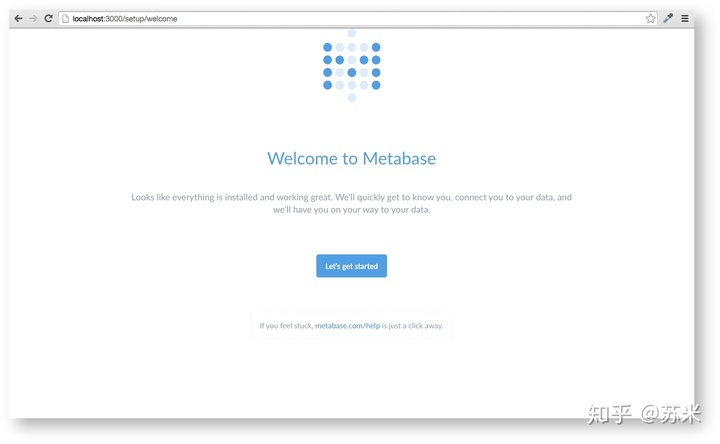 localhost:3000/setup/welcome
Welcome to Metabase
Looks like everything is installed and working great. We'll quickly get to know you, connect you to your data, and
we'll have you on your way to your data.
Let's get started
If you feel stuck, metabase.com/help is just a click away.
知乎 @苏米